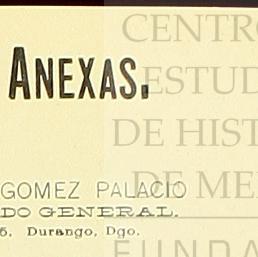 CENTRO
ANEXAS.
ESTUD
DE HIST
GOMEZ PALACIO
DO GENERAL.
DE ME
5, Durango, Dgo.
FUNDA